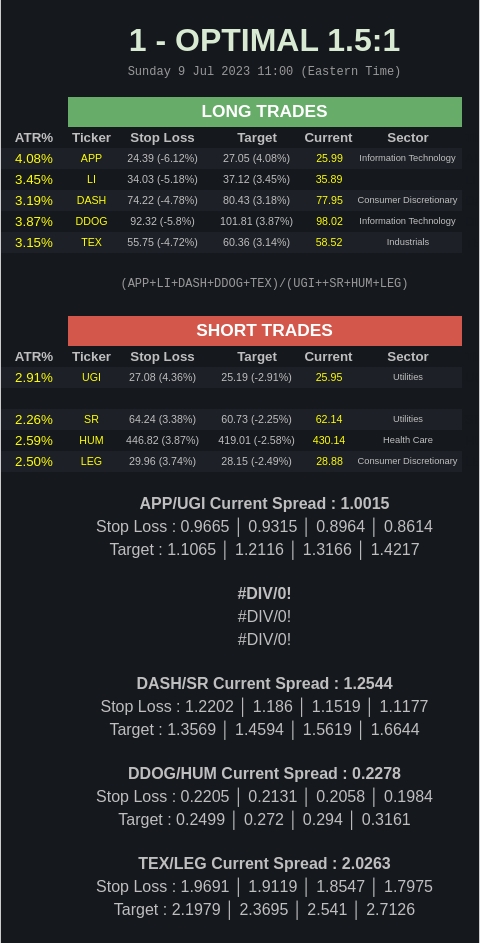 1 - OPTIMAL 1.5:1
Sunday 9 Jul 2023 11:00 (Eastern Time)
LONG TRADES
ATR% Ticker Stop Loss Target Current Sector
4.08% APP 24.39 (-6.12%) 27.05 (4.08%) 25.99 Information Technology
3.45% LI 34.03 (-5.18%) 37.12 (3.45%) 35.89
3.19% DASH 74.22 (-4.78%) 80.43 (3.18%) 77.95 Consumer Discretionary
3.87% DDOG 92.32 (-5.8%) 101.81 (3.87%) 98.02 Information Technology
3.15% TEX 55.75 (-4.72%) 60.36 (3.14%) 58.52 Industrials
(APP+LI+DASH+DDOG+TEX)/(UGI++SR+HUM+LEG)
SHORT TRADES
ATR% Ticker Stop Loss Target Current Sector
2.91% UGI 27.08 (4.36%) 25.19 (-2.91%) 25.95 Utilities
2.26% SR 64.24 (3.38%) 60.73 (-2.25%) 62.14 Utilities
2.59% HUM 446.82 (3.87%) 419.01 (-2.58%) 430.14 Health Care
2.50% LEG 29.96 (3.74%) 28.15 (-2.49%) 28.88 Consumer Discretionary
APP/UGI Current Spread : 1.0015
Stop Loss : 0.9665 │ 0.9315 │ 0.8964 │ 0.8614
Target : 1.1065 │ 1.2116 │ 1.3166 │ 1.4217
#DIV/0!
#DIV/0!
#DIV/0!
DASH/SR Current Spread : 1.2544
Stop Loss : 1.2202 │ 1.186 │ 1.1519 │ 1.1177
Target : 1.3569 │ 1.4594 │ 1.5619 │ 1.6644
DDOG/HUM Current Spread : 0.2278
Stop Loss : 0.2205 │ 0.2131 │ 0.2058 │ 0.1984
Target : 0.2499 │ 0.272 │ 0.294 │ 0.3161
TEX/LEG Current Spread : 2.0263
Stop Loss : 1.9691 │ 1.9119 │ 1.8547 │ 1.7975
Target : 2.1979 │ 2.3695 │ 2.541 │ 2.7126